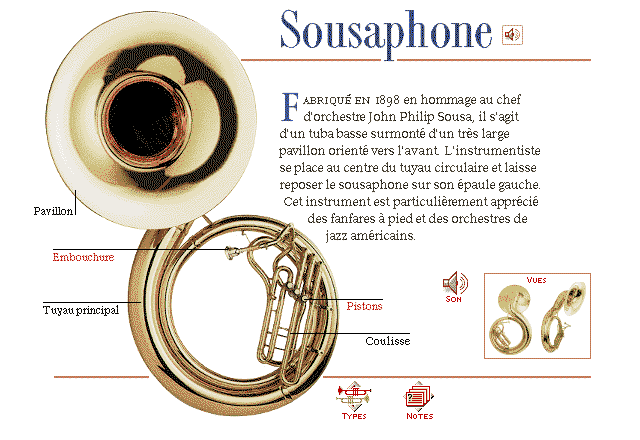 Sousaphone
FABRIQUÉ EN 1898 en hommage au chef
d'orchestre John Philip Sousa, il s'agit
d'un tuba basse surmonté d'un très large
pavillon orienté vers l'avant. L'instrumentiste
se place au centre du tuyau circulaire et laisse
reposer le sousaphone sur son épaule gauche.
Cet instrument est particulièrement apprécié
des fanfares à pied et des orchestres de
jazz américains.
Pavillon
Embouchure
Tuyau principal
Pistons
Coulisse
Son
Vues
Types
Notes